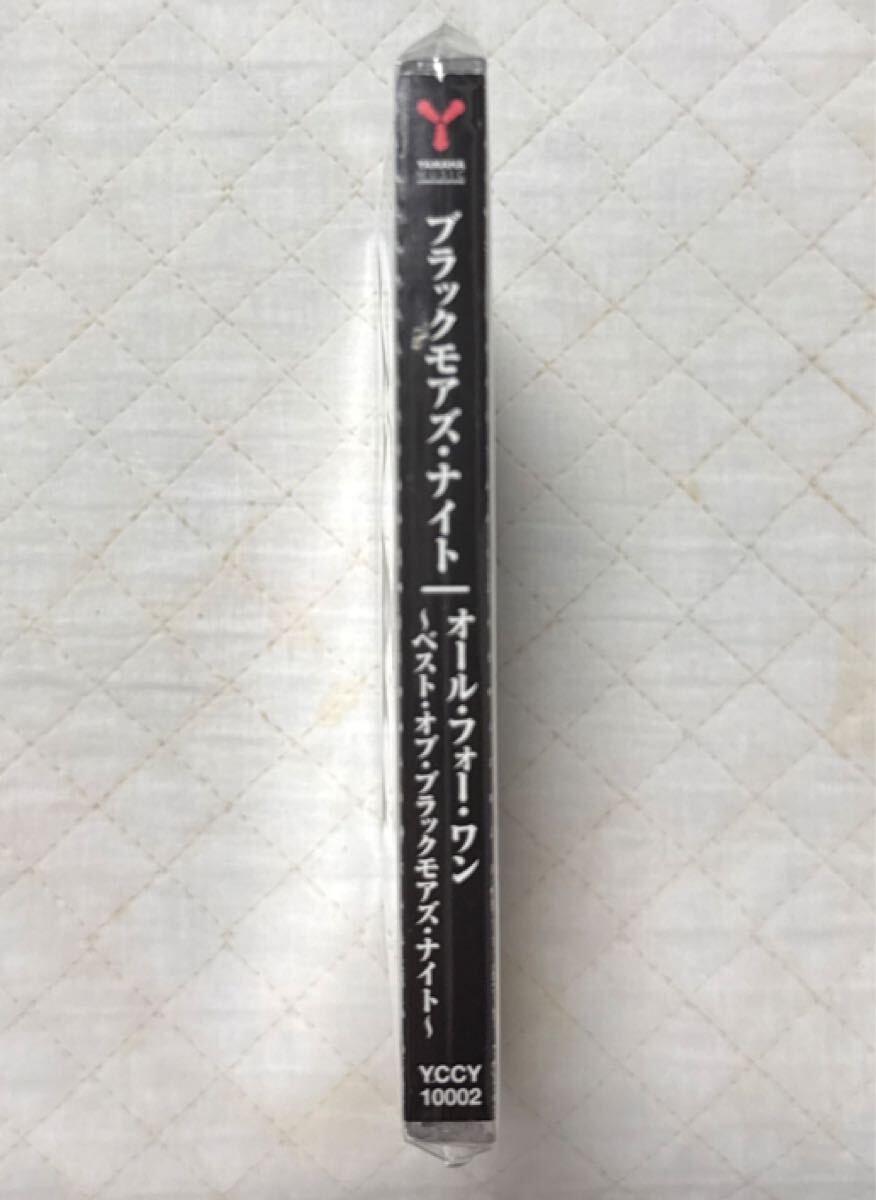 YAMAHA
MUSIC
ブラックモアズ・ナイト
オール・フォー・ワン
～ベスト・オブ・ブラックモアズ・ナイト～
YCCY
10002